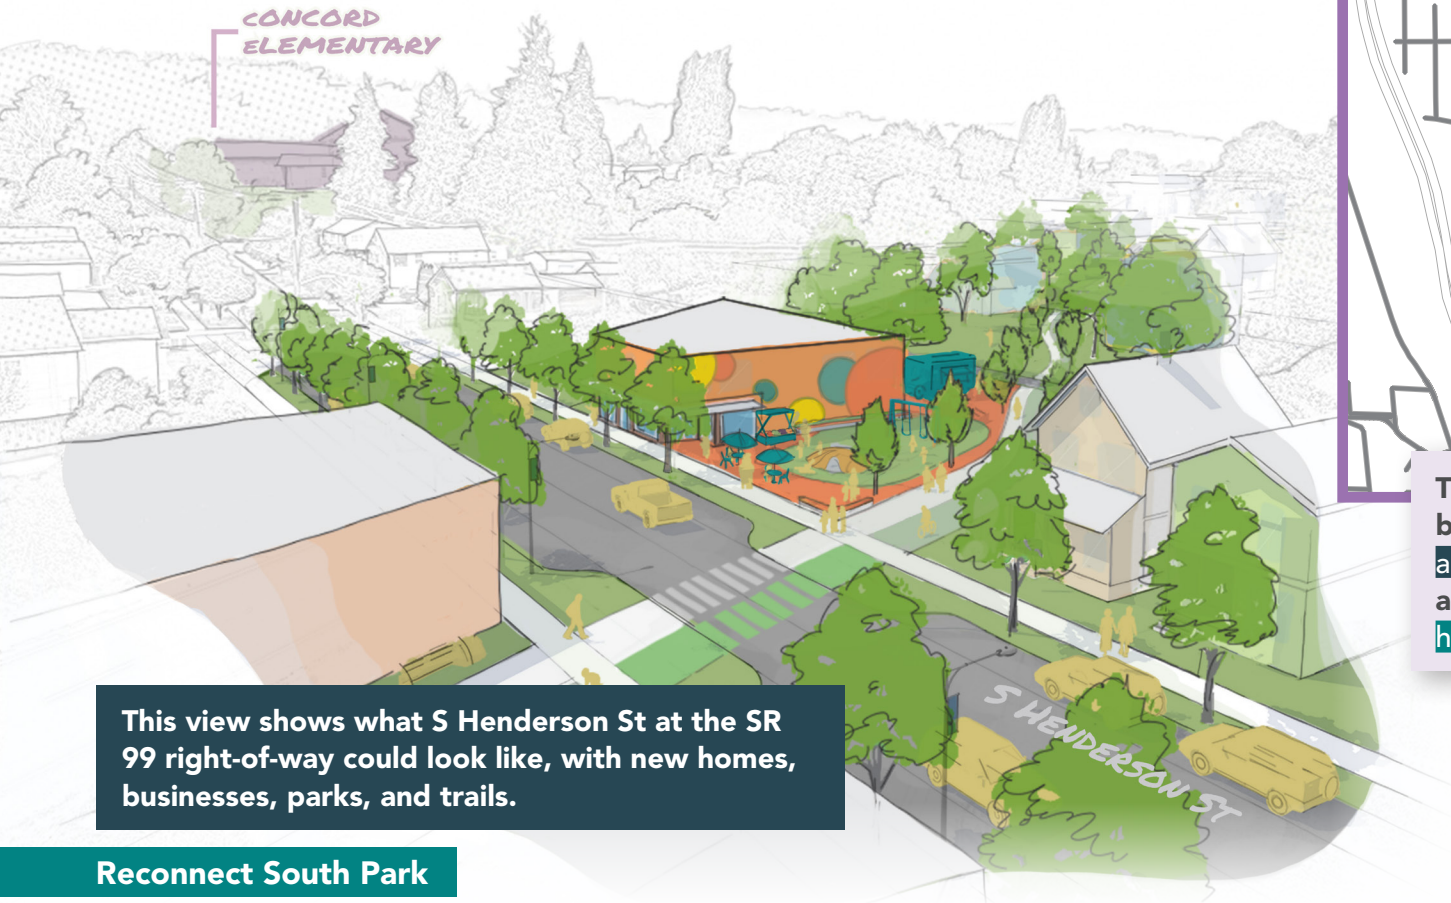 CONCORD
ELEMENTARY
This view shows what S Henderson St at the SR
99 right-of-way could look like, with new homes,
businesses, parks, and trails.
S HENDERSON ST
Reconnect South Park